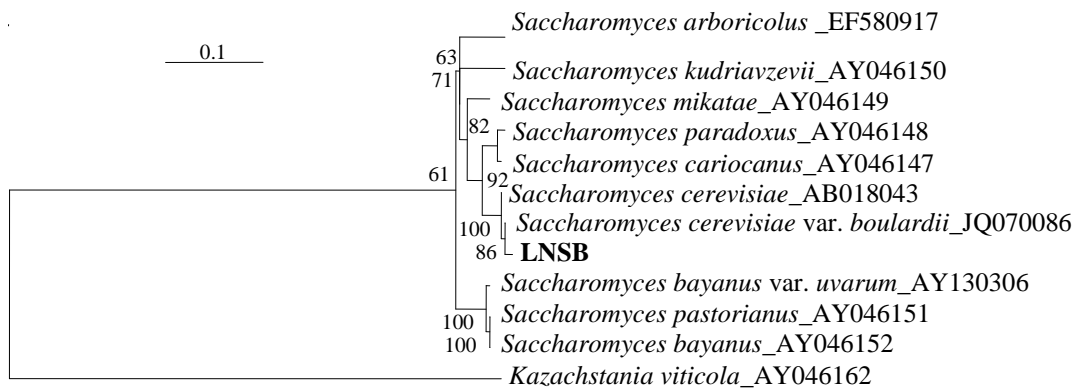 Saccharomyces arboricolus _EF580917
0.1
63
71
Saccharomyces kudriavzevii_AY046150
Saccharomyces mikatae_AY046149
82
Saccharomyces paradoxus_AY046148
Saccharomyces cariocanus_AY046147
61
92
Saccharomyces cerevisiae_AB018043
Saccharomyces cerevisiae var. boulardii_JQ070086
100
86
LNSB
Saccharomyces bayanus var. uvarum_AY130306
Saccharomyces pastorianus_AY046151
100
100
Saccharomyces bayanus_AY046152
Kazachstania viticola_AY046162